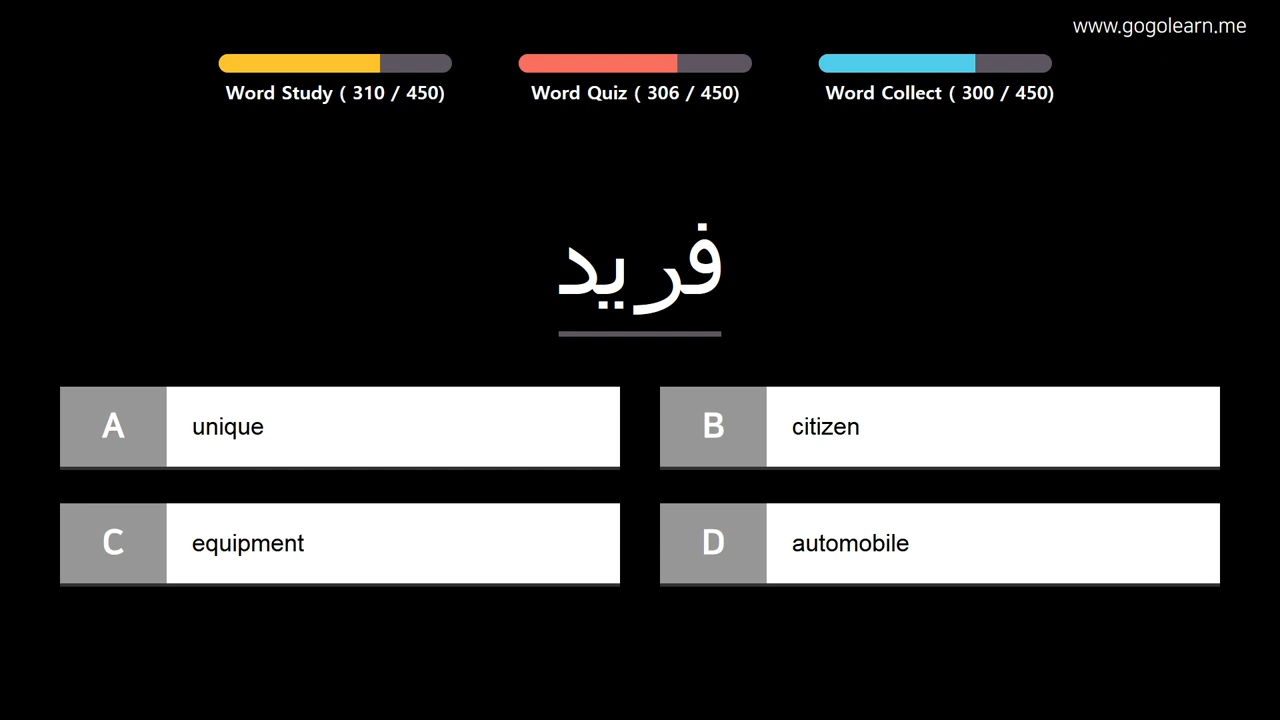 www.gogolearn.me
Word Study ( 310 / 450)
Word Quiz ( 306 / 450)
Word Collect ( 300 / 450)
فريد
A unique
B citizen
C equipment
D automobile